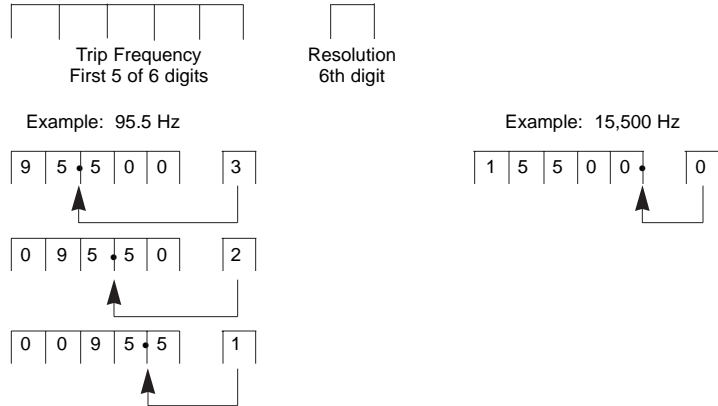 Trip Frequency
First 5 of 6 digits
Resolution
6th digit
Example: 95.5 Hz
9 5 • 5 0 0 3
0 9 5 • 5 0 2
0 0 9 5 • 5 1
Example: 15,500 Hz
1 5 5 0 0 • 0